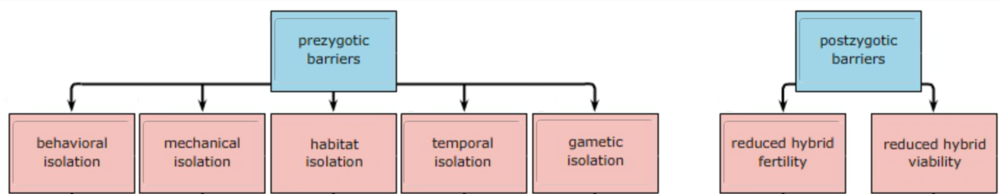 prezygotic
barriers
postzygotic
barriers
behavioral
isolation
mechanical
isolation
habitat
isolation
temporal
isolation
gametic
isolation
reduced hybrid
fertility
reduced hybrid
viability